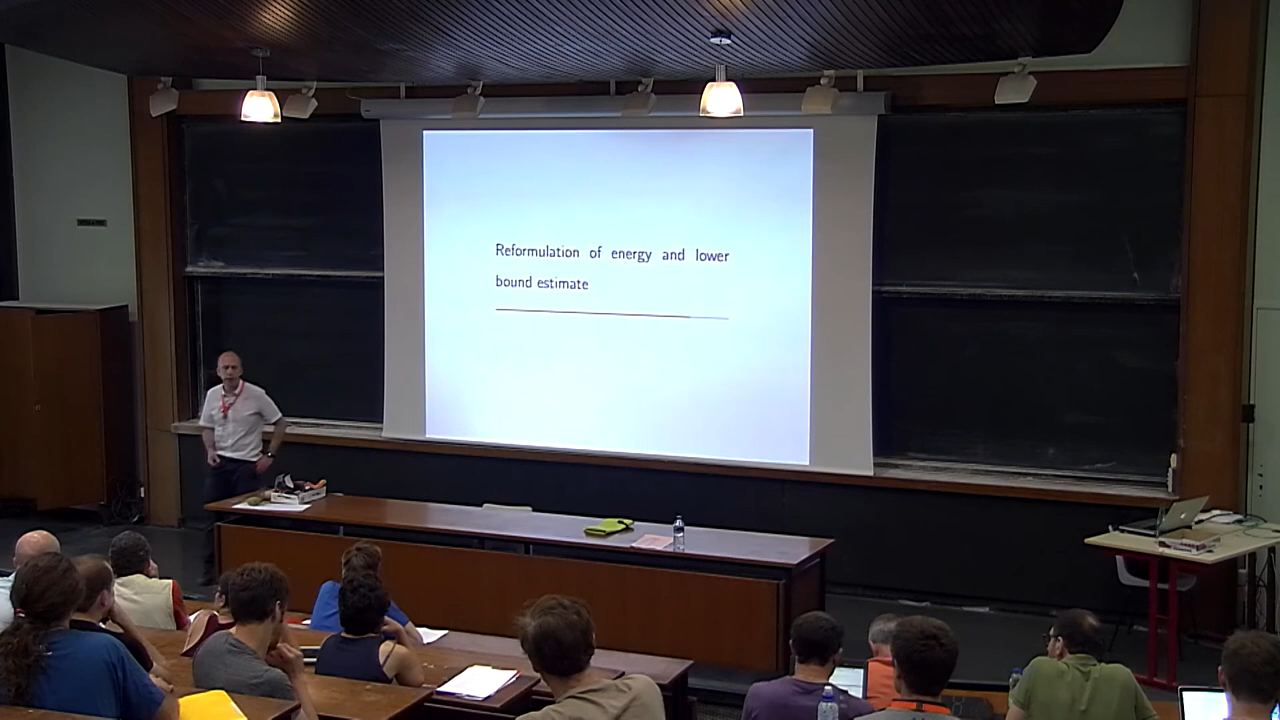 Reformulation of energy and lower
bound estimate